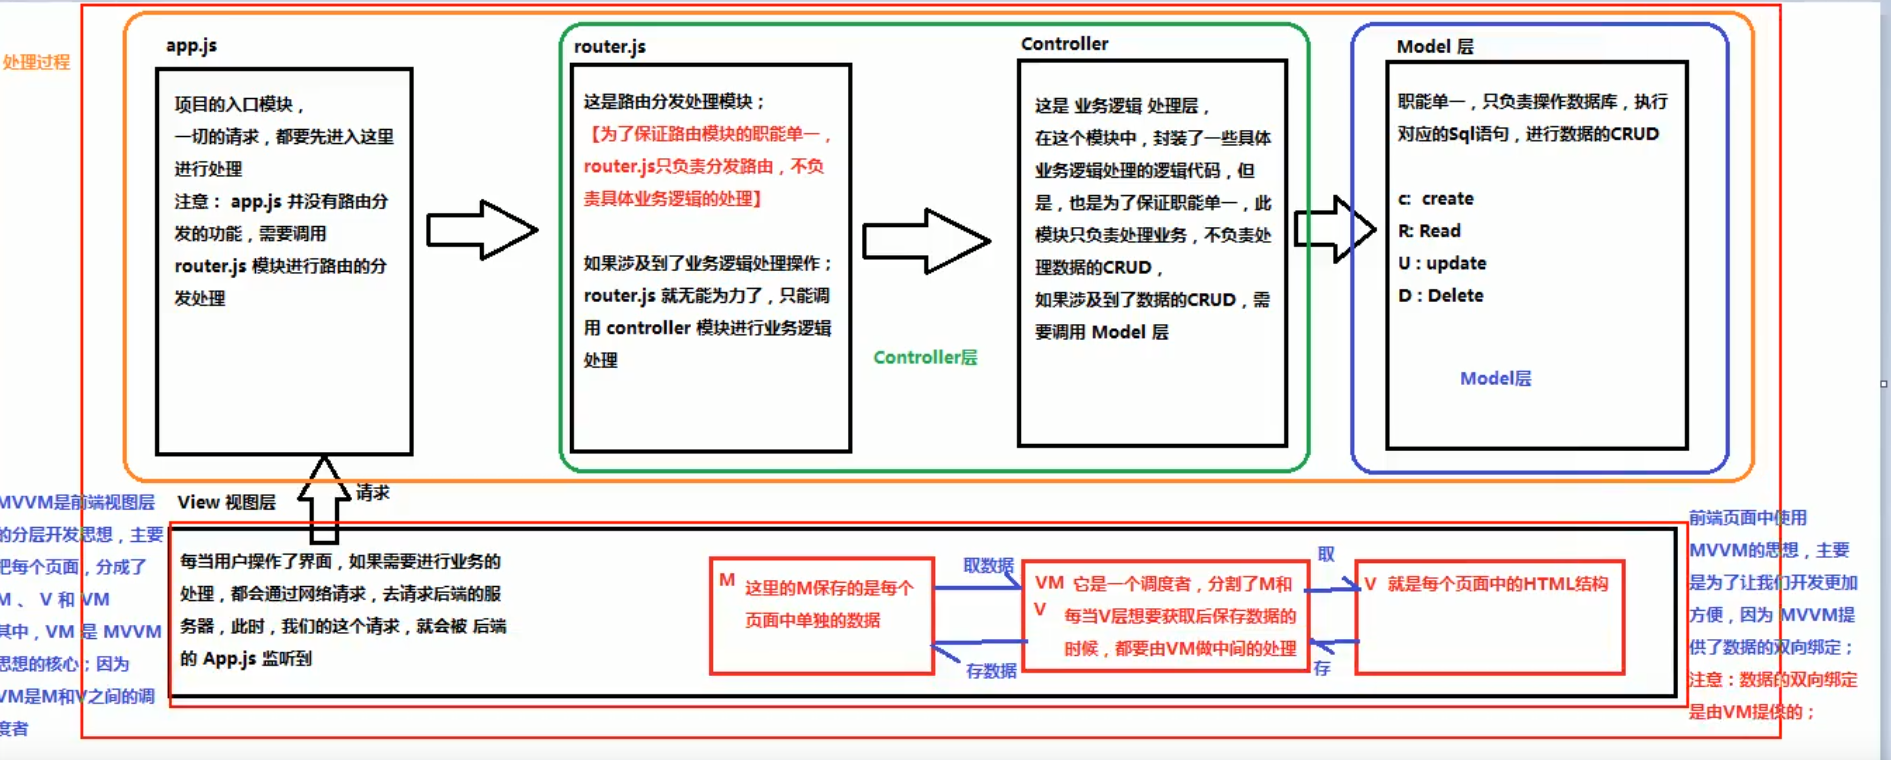 处理过程
app.js
项目的入口模块，
一切的请求，都要先进入这里
进行处理
注意： app.js 并没有路由分
发的功能，需要调用
router.js 模块进行路由的分
发处理
router.js
这是路由分发处理模块；
【为了保证路由模块的职能单一，
router.js只负责分发路由，不负
责具体业务逻辑的处理】
如果涉及到了业务逻辑处理操作；
router.js 就无能为力了，只能调
用 controller 模块进行业务逻辑
处理
Controller层
Controller
这是 业务逻辑 处理层，
在这个模块中，封装了一些具体
业务逻辑处理的逻辑代码，但
是，也是为了保证职能单一，此
模块只负责处理业务，不负责处
理数据的CRUD，
如果涉及到了数据的CRUD，需
要调用 Model 层
Model 层
职能单一，只负责操作数据库，执行
对应的Sql语句，进行数据的CRUD
c: create
R: Read
U : update
D : Delete
Model层
请求
View 视图层
MVVM是前端视图层
的分层开发思想，主要
把每个页面，分成了
M 、 V 和 VM
其中，VM 是 MVVM
思想的核心；因为
VM是M和V之间的调
度者
每当用户操作了界面，如果需要进行业务的
处理，都会通过网络请求，去请求后端的服
务器，此时，我们的这个请求，就会被 后端
的 App.js 监听到
M 这里的M保存的是每个
页面中单独的数据
取数据
存数据
VM 它是一个调度者，分割了M和
V 每当V层想要获取后保存数据的
时候，都要由VM做中间的处理
取
存
V 就是每个页面中的HTML结构
前端页面中使用
MVVM的思想，主要
是为了让我们开发更加
方便，因为 MVVM提
供了数据的双向绑定；
注意：数据的双向绑定
是由VM提供的；